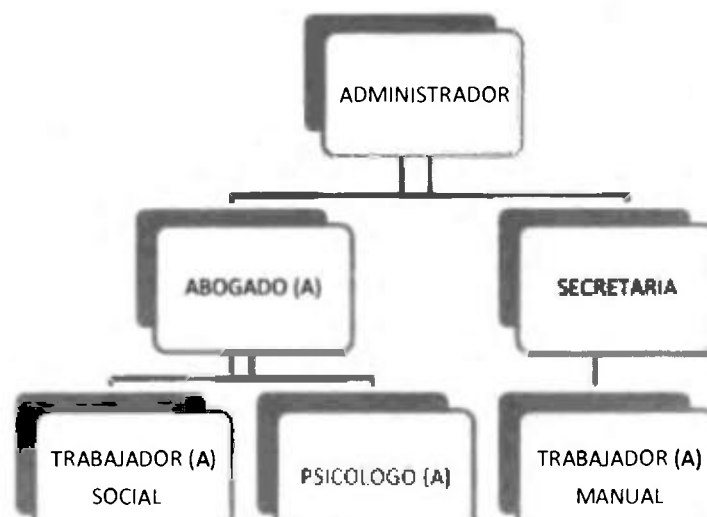 ADMINISTRADOR
ABOGADO (A)
SECRETARIA
TRABAJADOR (A)
SOCIAL
PSICOLOGO (A)
TRABAJADOR (A)
MANUAL